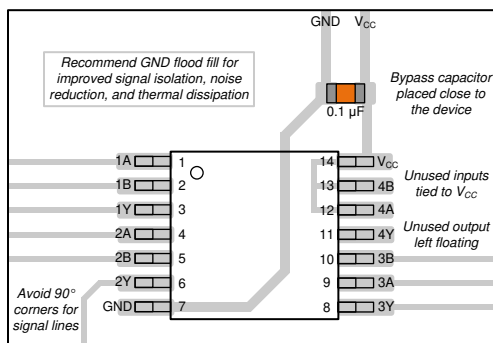 GND VCC
Recommend GND flood fill for
improved signal isolation, noise
reduction, and thermal dissipation
Bypass capacitor
placed close to
the device
0.1 µF
1A 1 14 VCC
1B 2 13 4B
1Y 3 12 4A
2A 4 11 4Y
2B 5 10 3B
2Y 6 9 3A
GND 7 8 3Y
Unused inputs
tied to VCC
Unused output
left floating
Avoid 90°
corners for
signal lines